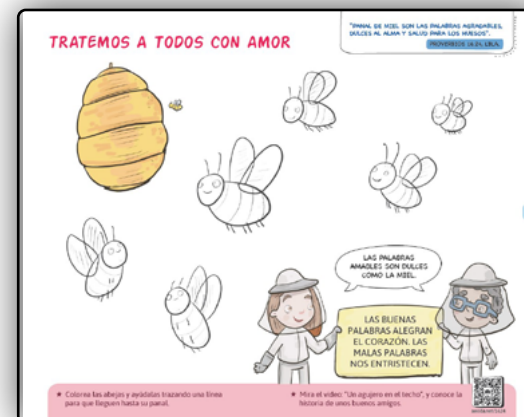 TRATEMOS A TODOS CON AMOR
"PANAL DE MIEL SON LAS PALABRAS AGRADABLES,
DULCES AL ALMA Y SALUD PARA LOS HUESOS".
PROVERBIOS 16:24, LBLA.
LAS PALABRAS
AMABLES SON DULCES
COMO LA MIEL.
LAS BUENAS
PALABRAS ALEGRAN
EL CORAZÓN. LAS
MALAS PALABRAS
NOS ENTRISTECEN.
★ Colorea las abejas y ayúdalas trazando una línea
para que lleguen hasta su panal.
★ Mira el video: "Un agujero en el techo", y conoce la
historia de unos buenos amigos.